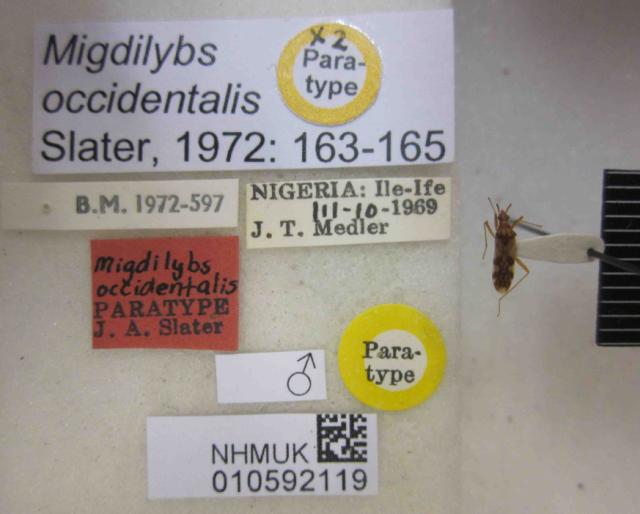 Migdilybs
occidentalis
Slater, 1972: 163-165
X2
Para-
type
B.M. 1972-597
NIGERIA: Ile-Ife
III-10-1969
J. T. Medler
Migdilybs
occidentalis
PARATYPE
J. A. Slater
♂
Para-
type
NHMUK
010592119